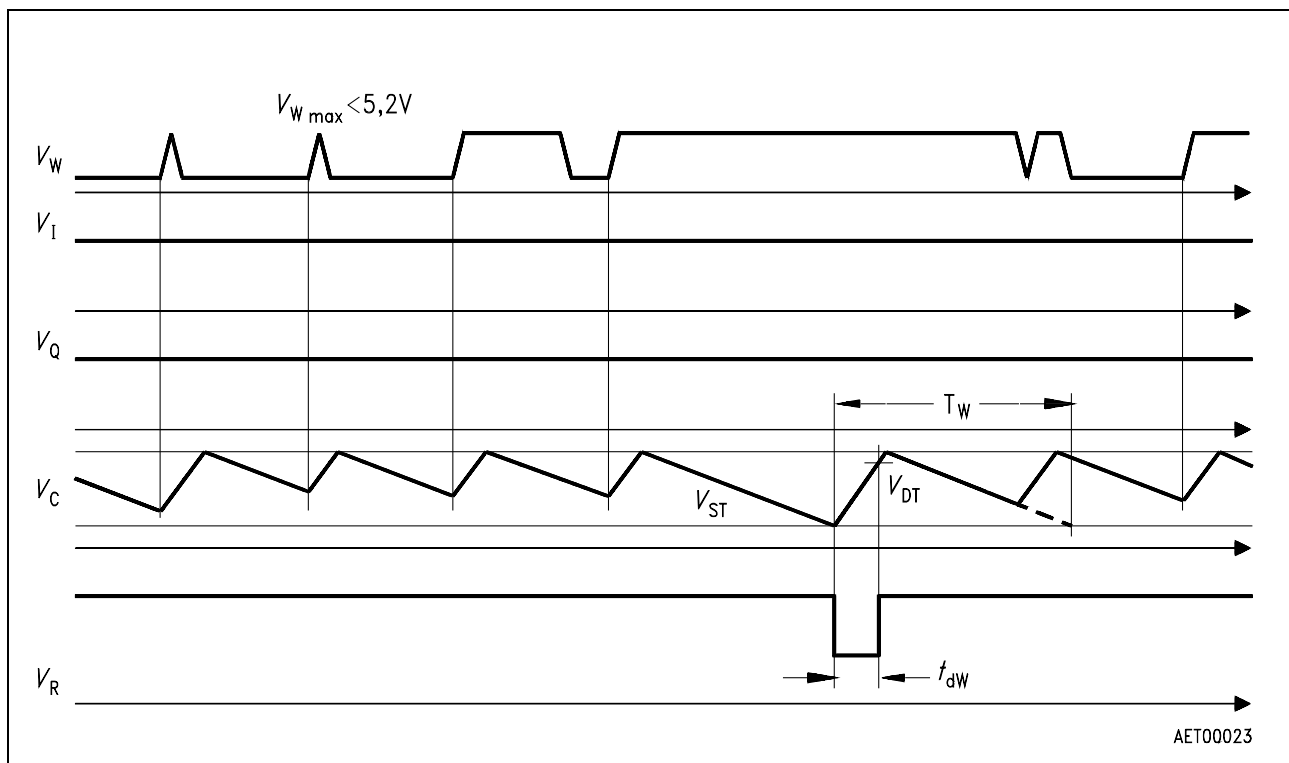 V_W max <5,2V
V_W
V_I
V_Q
T_W
V_C
V_ST
V_DT
V_R
t_dW
AET00023